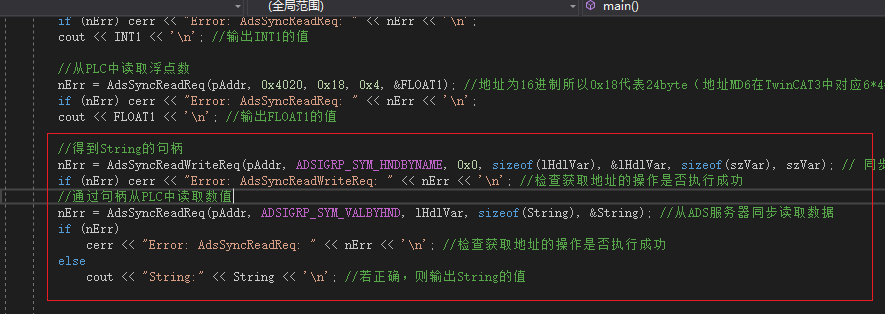 (全局范围) main()
if (nErr) cerr << "Error: AdsSyncReadReq: " << nErr << '\n';
cout << INT1 << '\n'; //输出INT1的值
//从PLC中读取浮点数
nErr = AdsSyncReadReq(pAddr, 0x4020, 0x18, 0x4, &FLOAT1); //地址为16进制所以0x18代表24byte（地址MD6在TwinCAT3中对应6*4
if (nErr) cerr << "Error: AdsSyncReadReq: " << nErr << '\n';
cout << FLOAT1 << '\n'; //输出FLOAT1的值
//得到String的句柄
nErr = AdsSyncReadWriteReq(pAddr, ADSIGRP_SYM_HNDBYNAME, 0x0, sizeof(lHdlVar), &lHdlVar, sizeof(szVar), szVar); // 同步
if (nErr) cerr << "Error: AdsSyncReadWriteReq: " << nErr << '\n'; //检查获取地址的操作是否执行成功
//通过句柄从PLC中读取数值
nErr = AdsSyncReadReq(pAddr, ADSIGRP_SYM_VALBYHND, lHdlVar, sizeof(String), &String); //从ADS服务器同步读取数据
if (nErr)
cerr << "Error: AdsSyncReadReq: " << nErr << '\n'; //检查获取地址的操作是否执行成功
else
cout << "String:" << String << '\n'; //若正确，则输出String的值